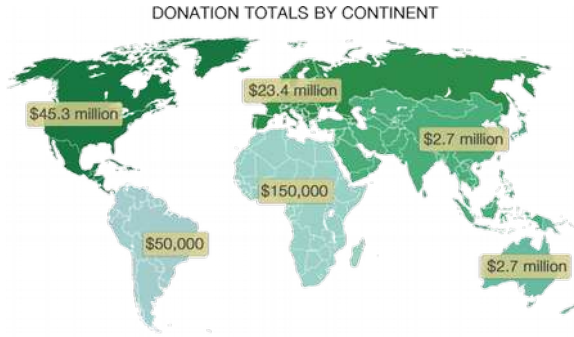 DONATION TOTALS BY CONTINENT
$23.4 million
$45.3 million
$2.7 million
$150,000
$50,000
$2.7 million